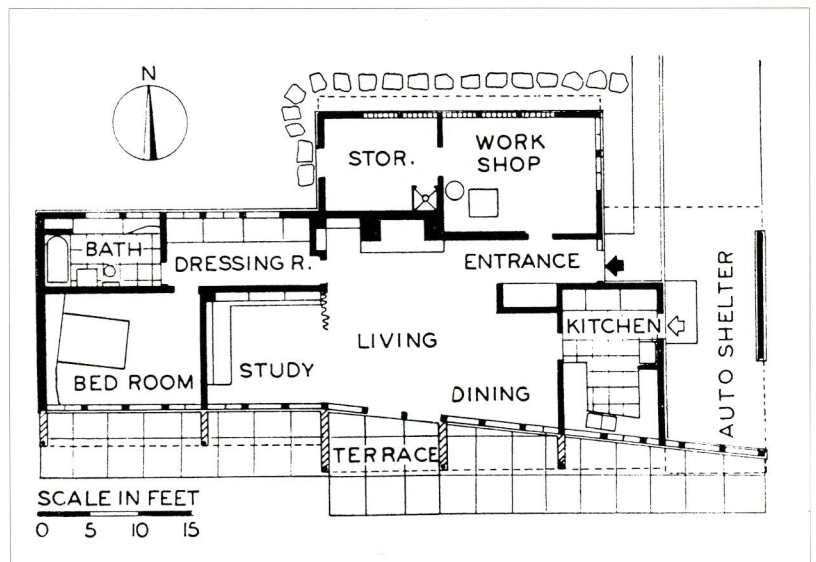 N
STOR.
WORK
SHOP
BATH
DRESSING R.
ENTRANCE
LIVING
KITCHEN
BED ROOM
STUDY
DINING
AUTO SHELTER
TERRACE
SCALE IN FEET
0 5 10 15